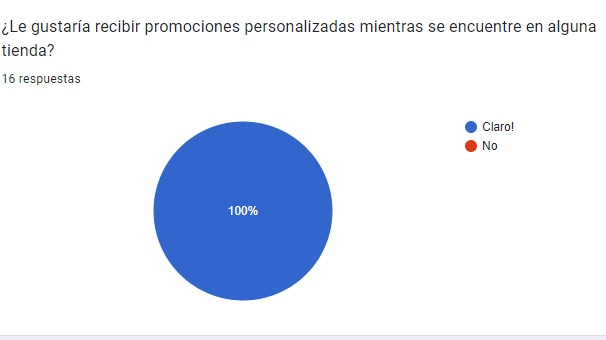 ¿Le gustaría recibir promociones personalizadas mientras se encuentre en alguna
tienda?
16 respuestas
Claro!
No
100%